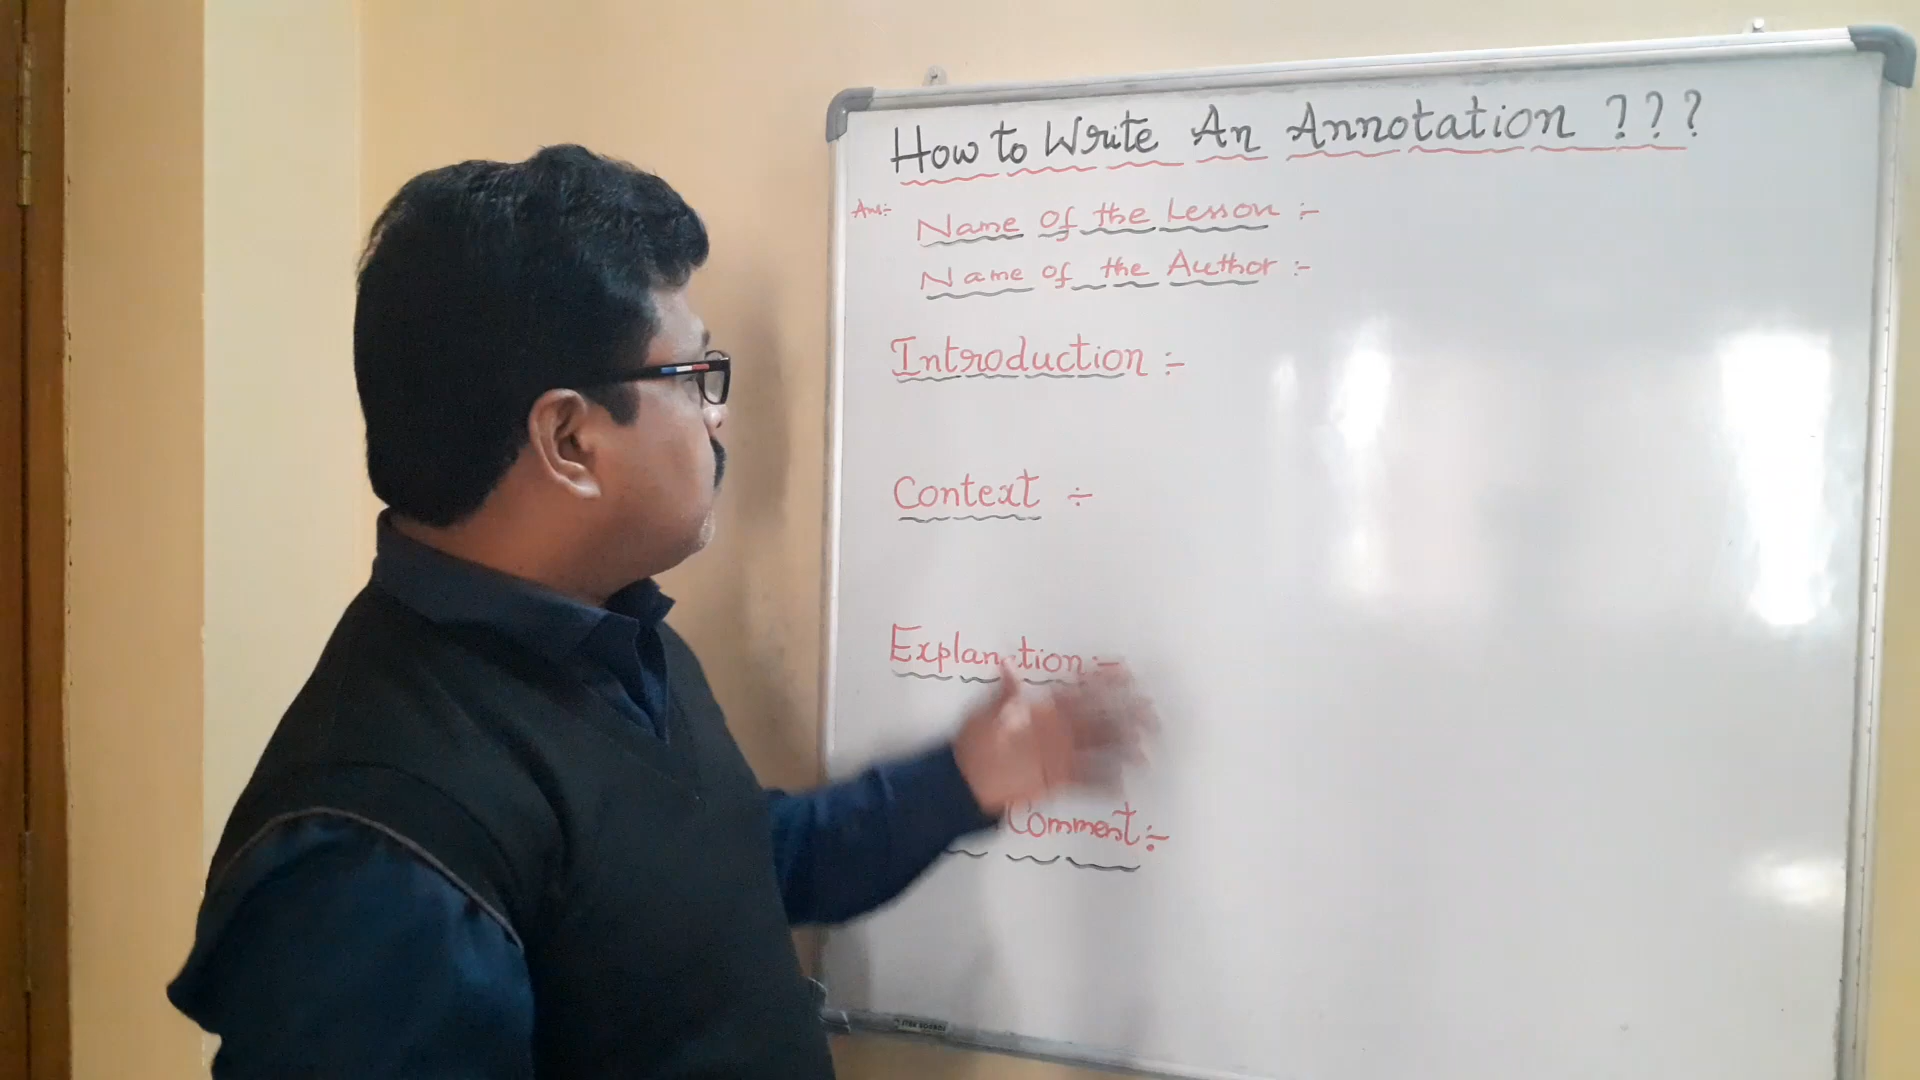 How to Write An Annotation ???
Ans:-
Name of the Lesson :-
Name of the Author :-
Introduction :-
Context :-
Explanation :-
Comment :-